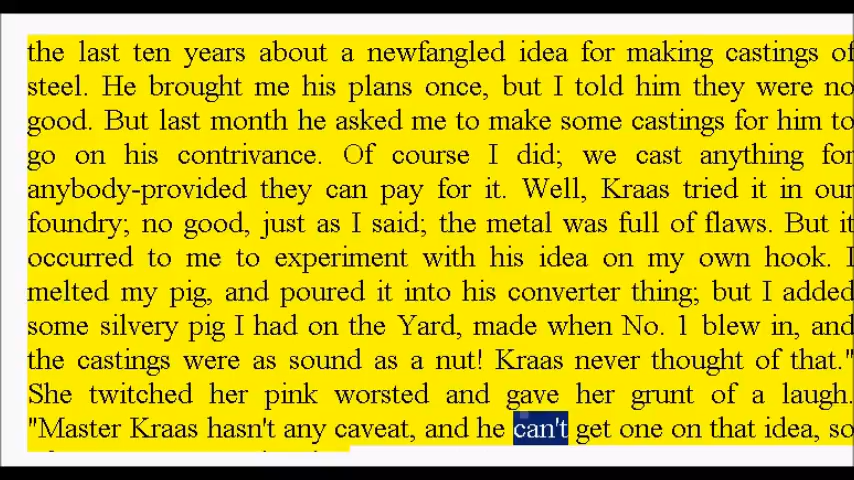 the last ten years about a newfangled idea for making castings of
steel. He brought me his plans once, but I told him they were no
good. But last month he asked me to make some castings for him to
go on his contrivance. Of course I did; we cast anything for
anybody-provided they can pay for it. Well, Kraas tried it in our
foundry; no good, just as I said; the metal was full of flaws. But it
occurred to me to experiment with his idea on my own hook. I
melted my pig, and poured it into his converter thing; but I added
some silvery pig I had on the Yard, made when No. 1 blew in, and
the castings were as sound as a nut! Kraas never thought of that."
She twitched her pink worsted and gave her grunt of a laugh.
"Master Kraas hasn't any caveat, and he can't get one on that idea, so